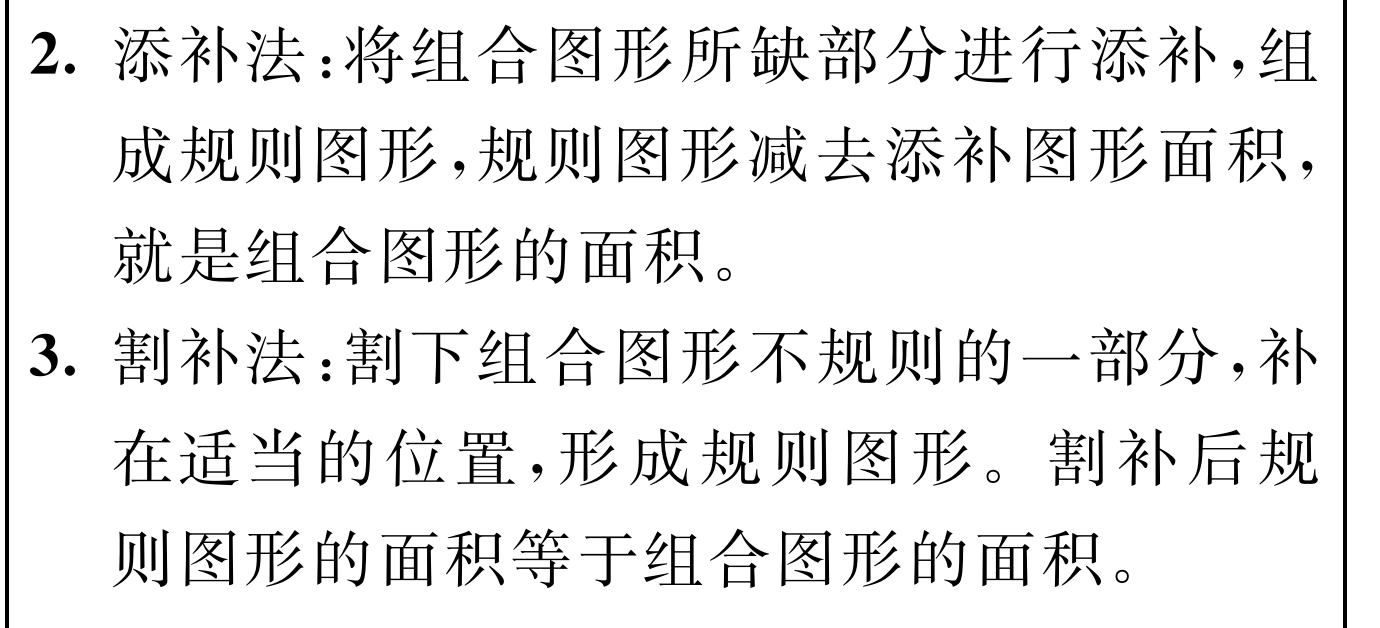 2. 添补法:将组合图形所缺部分进行添补,组
成规则图形,规则图形减去添补图形面积,
就是组合图形的面积。
3. 割补法:割下组合图形不规则的一部分,补
在适当的位置,形成规则图形。割补后规
则图形的面积等于组合图形的面积。